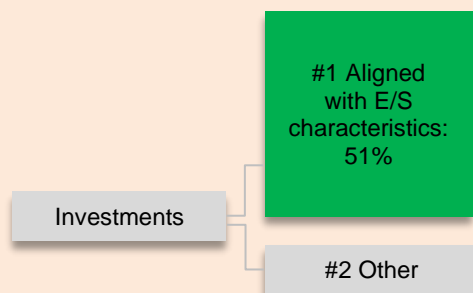 #1 Aligned
with E/S
characteristics:
51%
Investments
#2 Other